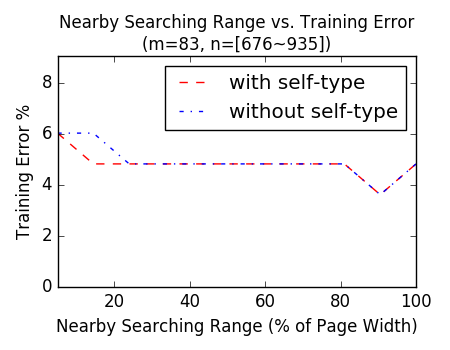 Nearby Searching Range vs. Training Error
(m=83, n=[676~935])
with self-type
without self-type
Training Error %
8
6
4
2
0
20 40 60 80 100
Nearby Searching Range (% of Page Width)